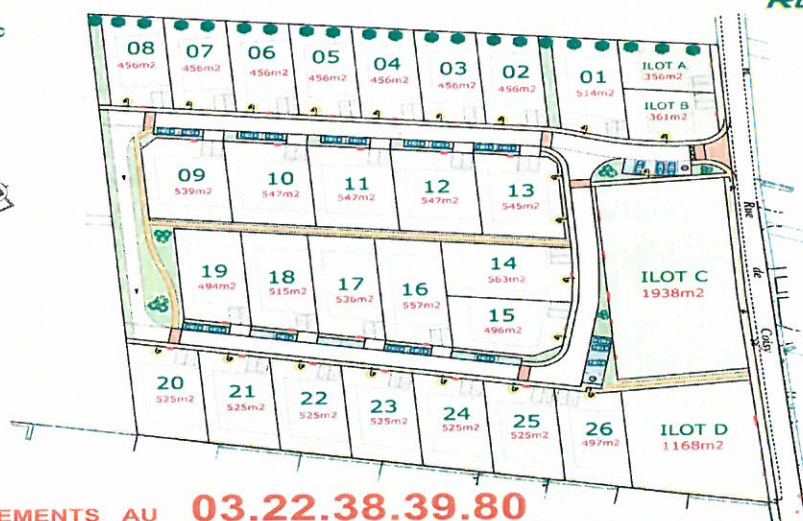 08
456m2
07
456m2
06
456m2
05
456m2
04
456m2
03
456m2
02
456m2
01
514m2
ILOT A
356m2
ILOT B
361m2
09
539m2
10
547m2
11
547m2
12
547m2
13
545m2
14
563m2
15
496m2
19
494m2
18
515m2
17
536m2
16
557m2
ILOT C
1938m2
Rue de Coisy
20
525m2
21
525m2
22
525m2
23
525m2
24
525m2
25
525m2
26
497m2
ILOT D
1168m2
EMENTS AU 03.22.38.39.80